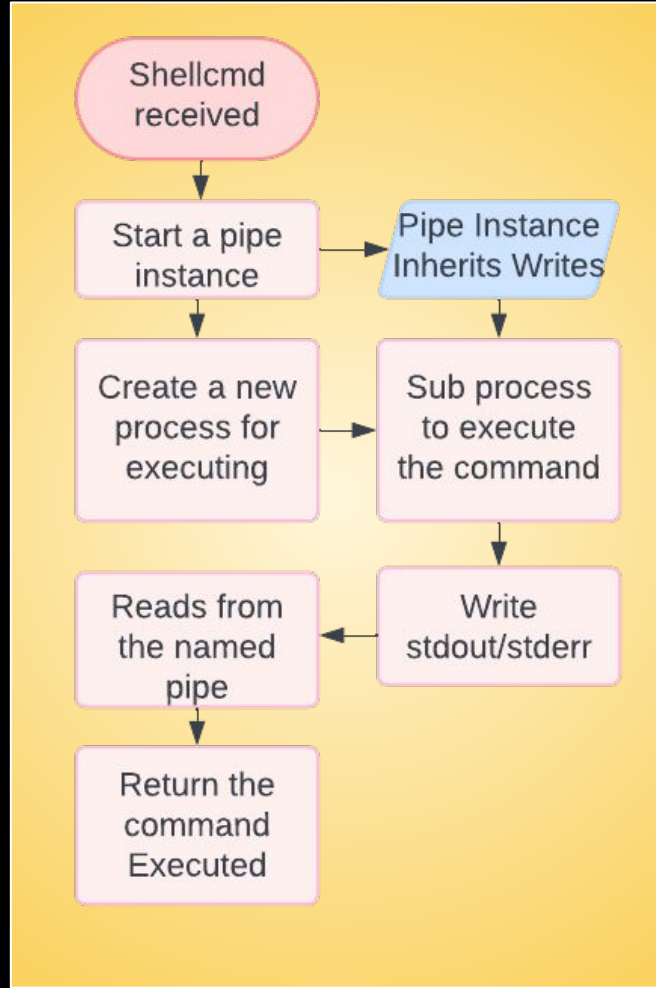 Shellcmd
received
Start a pipe
instance
Pipe Instance
Inherits Writes
Create a new
process for
executing
Sub process
to execute
the command
Write
stdout/stderr
Reads from
the named
pipe
Return the
command
Executed